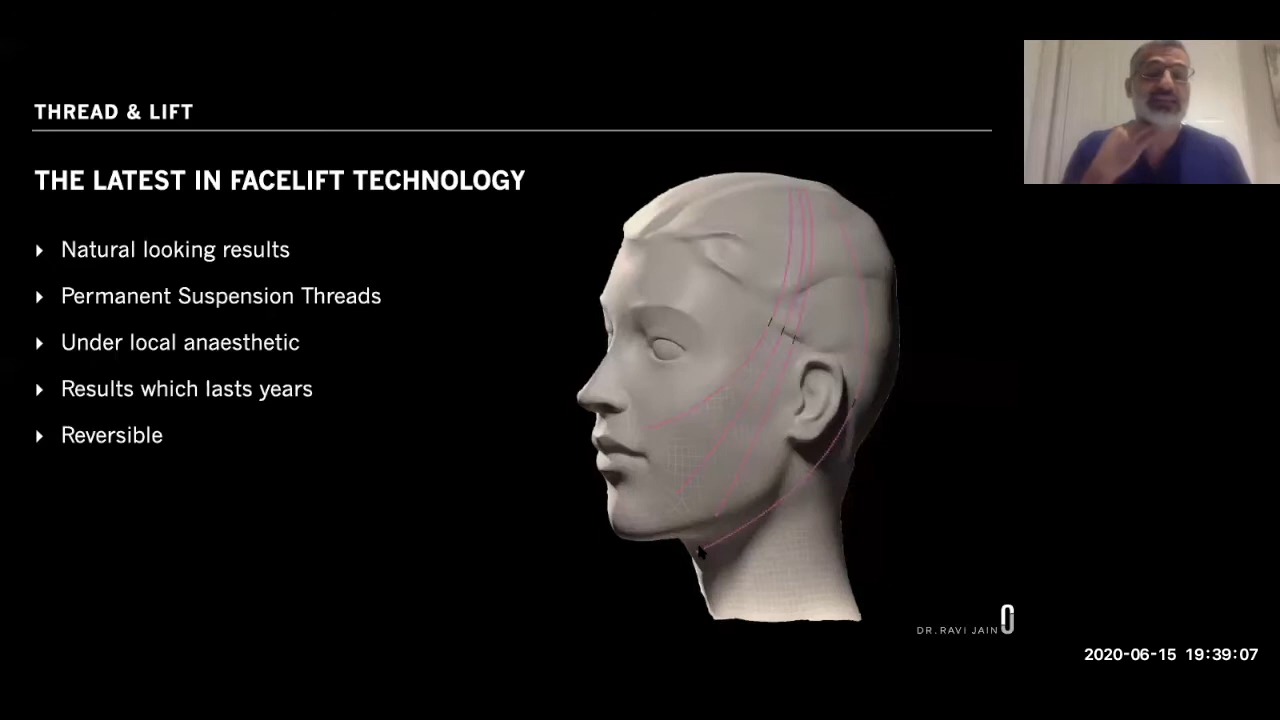 THREAD & LIFT
THE LATEST IN FACELIFT TECHNOLOGY
Natural looking results
Permanent Suspension Threads
Under local anaesthetic
Results which lasts years
Reversible
DR.RAVI JAIN
2020-06-15 19:39:07